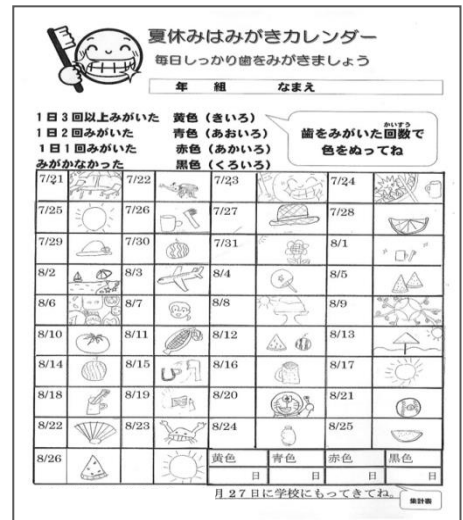 夏休みはみがきカレンダー
毎日しっかり歯をみがきましょう
年 組 なまえ
1日3回以上みがいた 黄色(きいろ)
1日2回みがいた 青色(あおいろ)
1日1回みがいた 赤色(あかいろ)
みがかなかった 黒色(くろいろ)
かいすう
歯をみがいた回数で
色をぬってね
7/21 7/22 7/23 7/24
7/25 7/26 7/27 7/28
7/29 7/30 7/31 8/1
8/2 8/3 8/4 8/5
8/6 8/7 8/8 8/9
8/10 8/11 8/12 8/13
8/14 8/15 8/16 8/17
8/18 8/19 8/20 8/21
8/22 8/23 8/24 8/25
8/26 黄色 青色 赤色 黒色
日 日 日 日
月27日に学校にもってきてね。
集計表